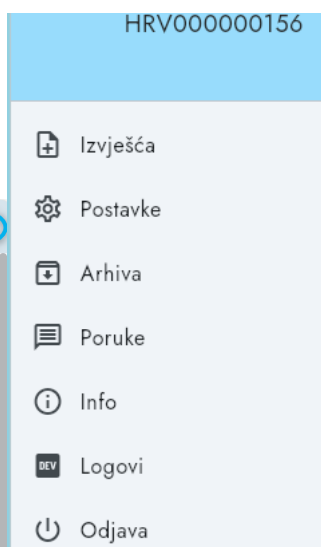 HRV000000156
Izvješća
Postavke
Arhiva
Poruke
Info
DEV Logovi
Odjava